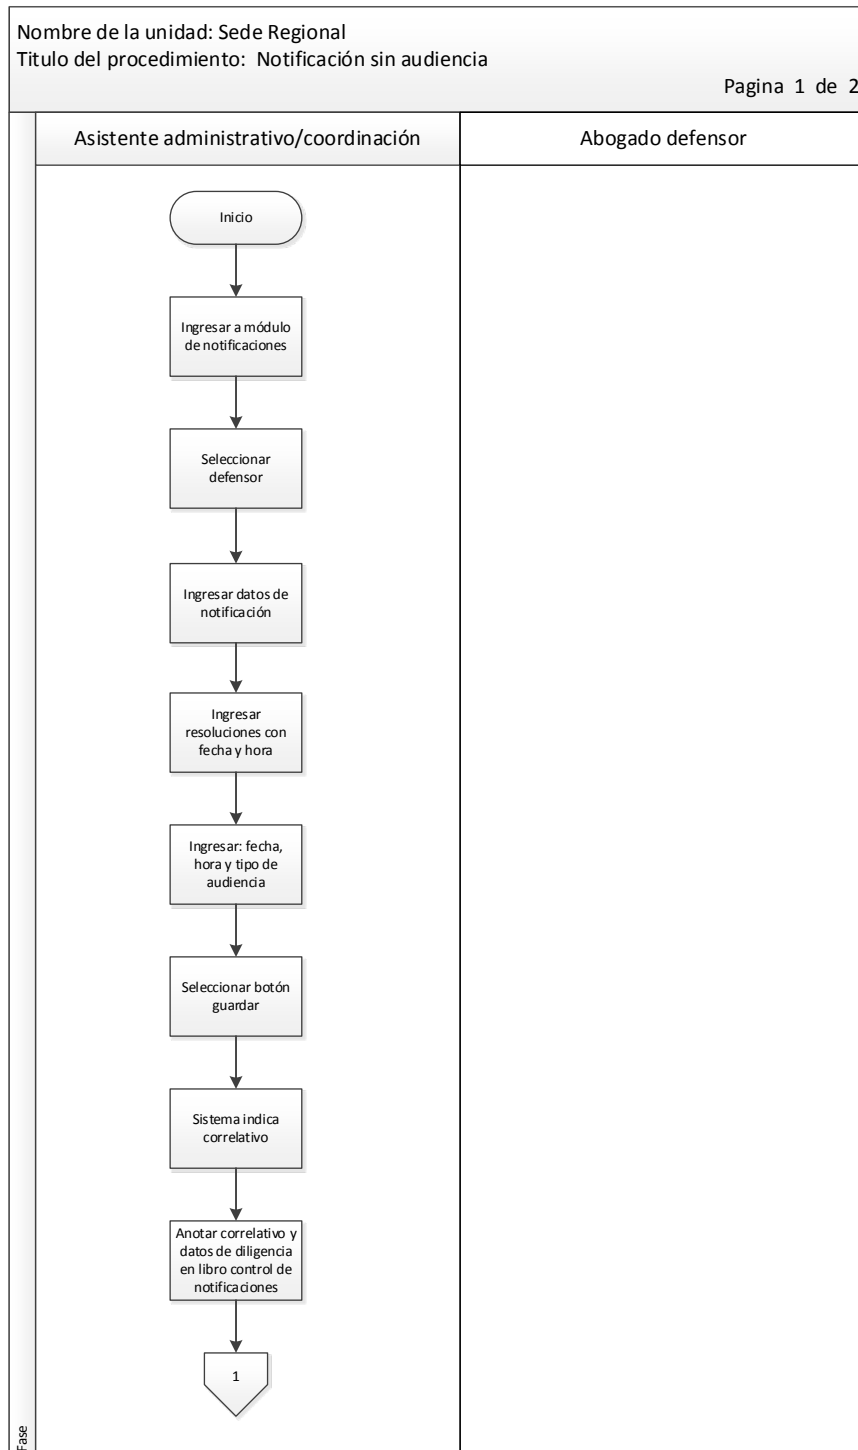 Nombre de la unidad: Sede Regional
Titulo del procedimiento: Notificación sin audiencia
Pagina 1 de 2
Asistente administrativo/coordinación
Abogado defensor
Inicio
Ingresar a módulo
de notificaciones
Seleccionar
defensor
Ingresar datos de
notificación
Ingresar
resoluciones con
fecha y hora
Ingresar: fecha,
hora y tipo de
audiencia
Seleccionar botón
guardar
Sistema indica
correlativo
Anotar correlativo y
datos de diligencia
en libro control de
notificaciones
1
Fase